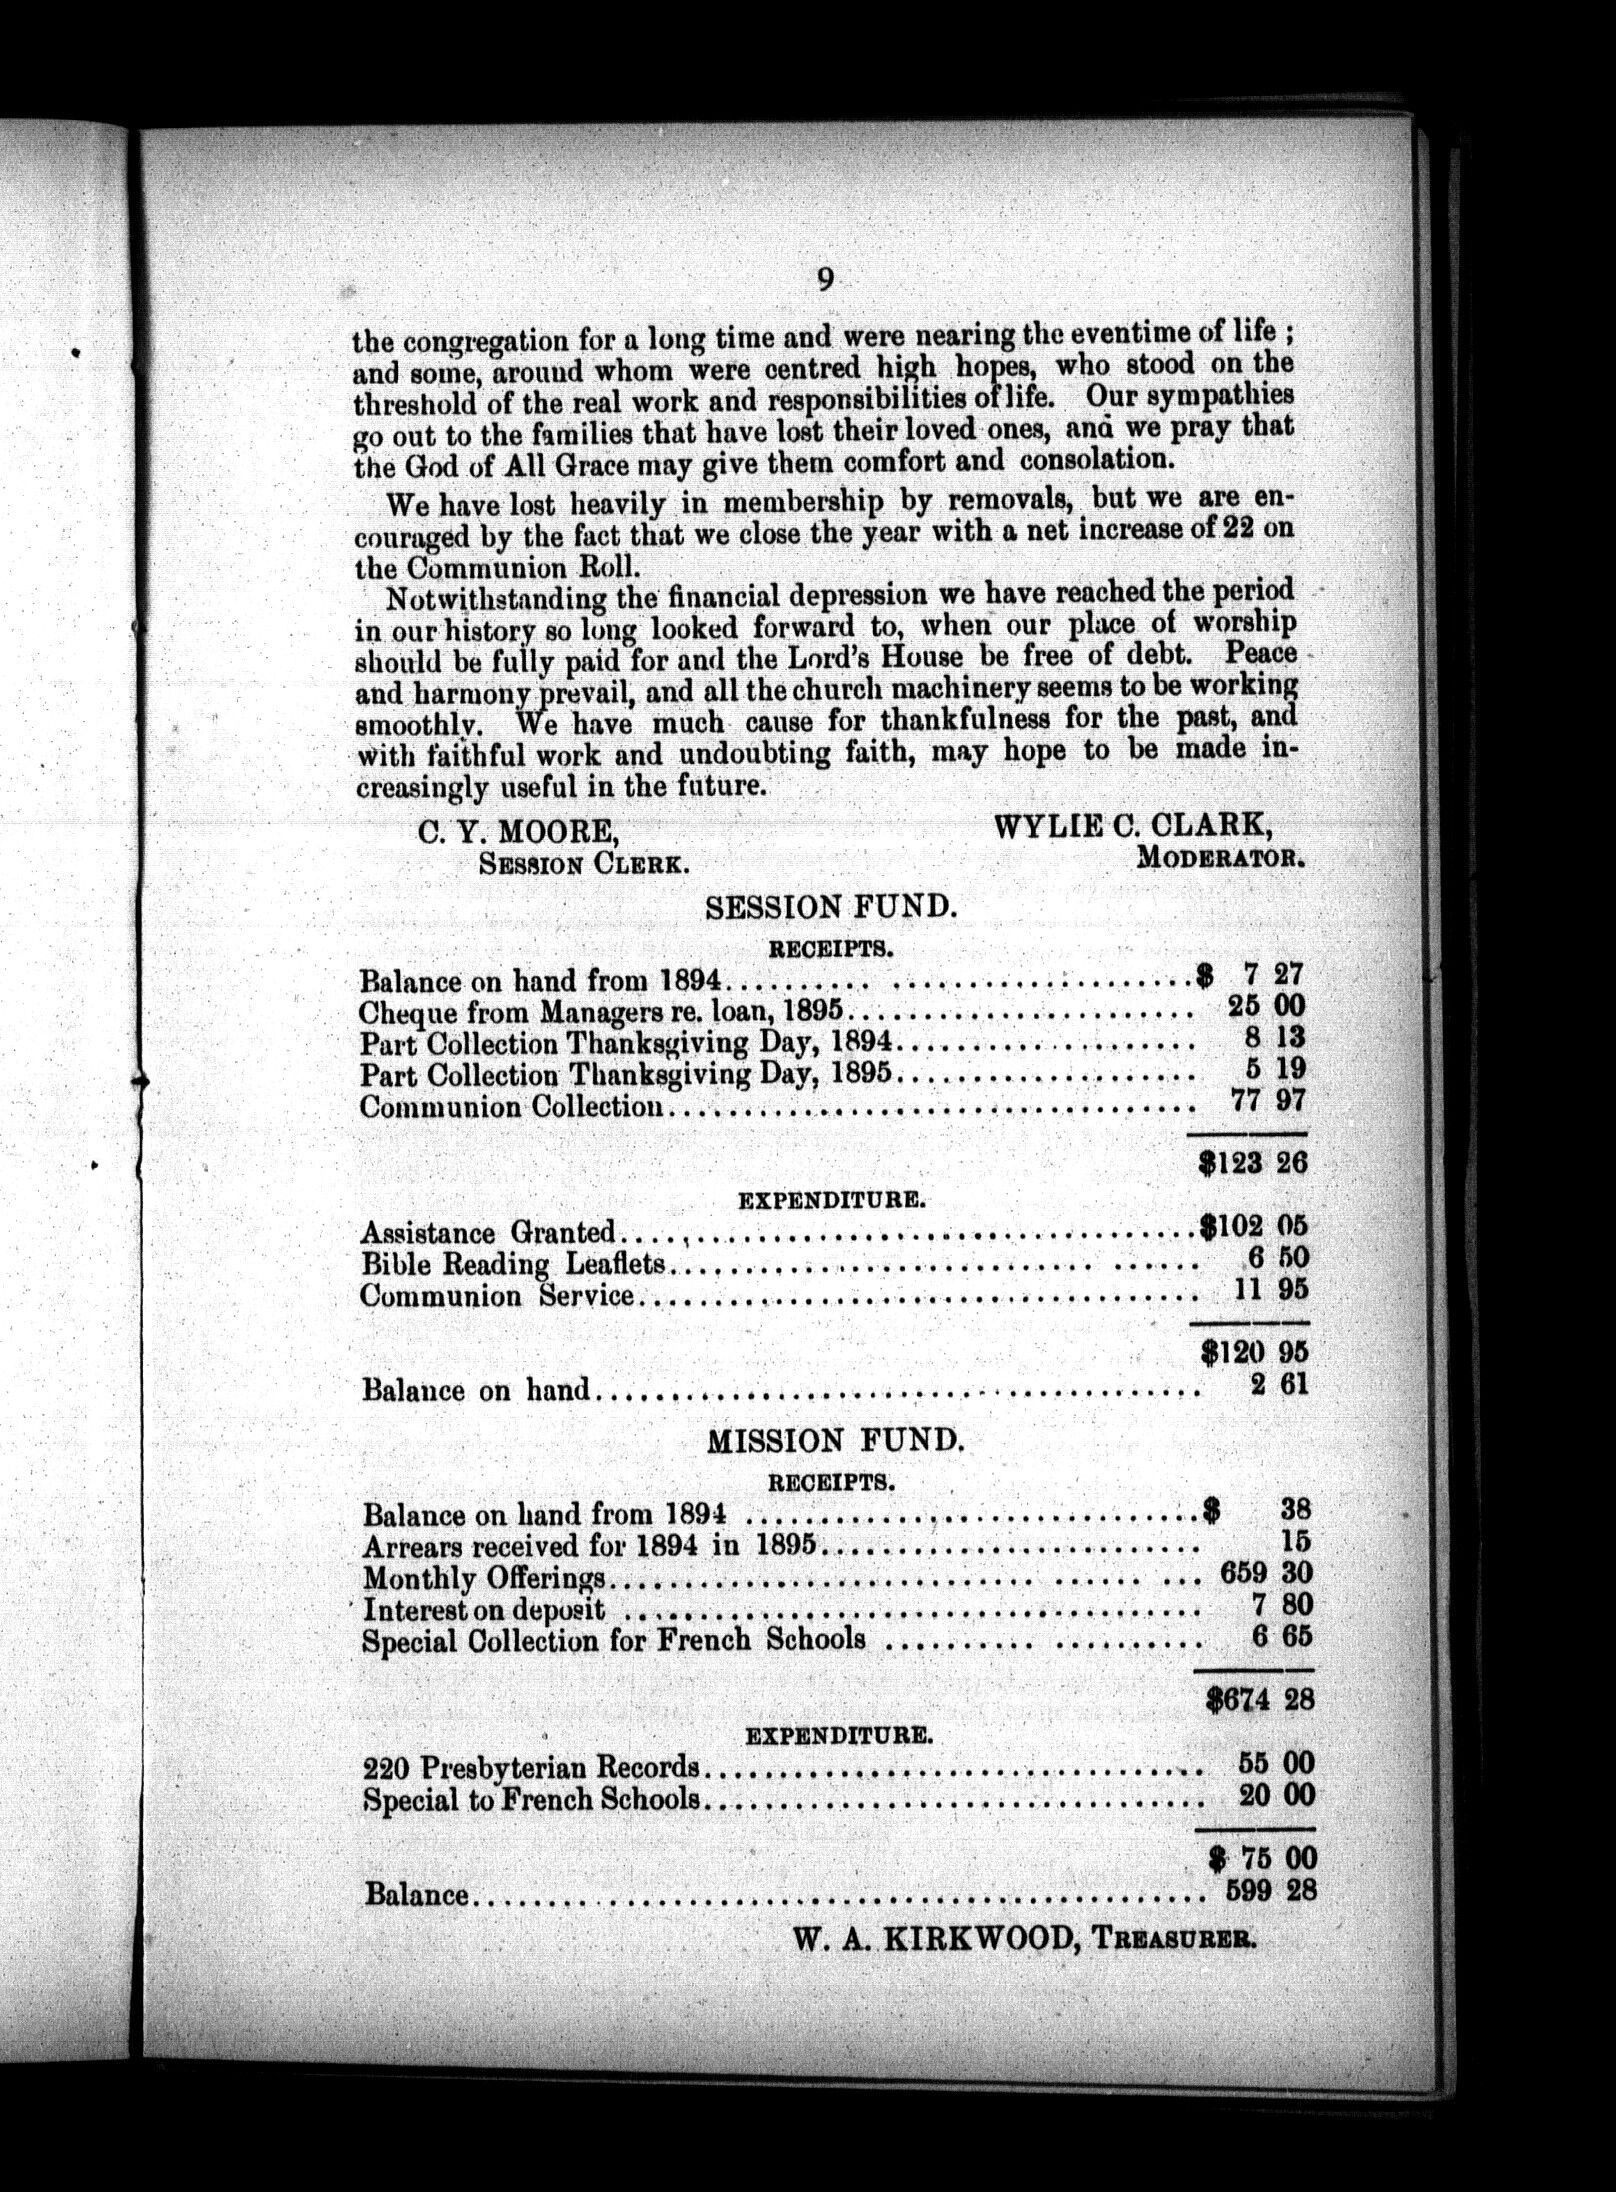 9
the congregation for a long time and were nearing the eventime of life ;
and some, around whom were centred high hopes, who stood on the
threshold of the real work and responsibilities of life. Our sympathies
go out to the families that have lost their loved ones, and we pray that
the God of All Grace may give them comfort and consolation.
We have lost heavily in membership by removals, but we are en-
couraged by the fact that we close the year with a net increase of 22 on
the Communion Roll.
Notwithstanding the financial depression we have reached the period
in our history so long looked forward to, when our place of worship
should be fully paid for and the Lord's House be free of debt. Peace
and harmony prevail, and all the church machinery seems to be working
smoothly. We have much cause for thankfulness for the past, and
with faithful work and undoubting faith, may hope to be made in-
creasingly useful in the future.
C. Y. MOORE, WYLIE C. CLARK,
SESSION CLERK. MODERATOR.
SESSION FUND.
RECEIPTS.
Balance on hand from 1894.......... ....................$ 7 27
Cheque from Managers re. loan, 1895....................... 25 00
Part Collection Thanksgiving Day, 1894.................... 8 13
Part Collection Thanksgiving Day, 1895.................... 5 19
Communion Collection................................... 77 97
$123 26
EXPENDITURE.
Assistance Granted......................................$102 05
Bible Reading Leaflets............................ ...... 6 50
Communion Service..................................... 11 95
$120 95
Balance on hand........................................ 2 61
MISSION FUND.
RECEIPTS.
Balance on hand from 1894 ..............................$ 38
Arrears received for 1894 in 1895......................... 15
Monthly Offerings............................ ...... ... 659 30
Interest on deposit ...................................... 7 80
Special Collection for French Schools .......... .......... 6 65
$674 28
EXPENDITURE.
220 Presbyterian Records................................. 55 00
Special to French Schools................................. 20 00
$ 75 00
Balance................................................ 599 28
W. A. KIRKWOOD, TREASURER.